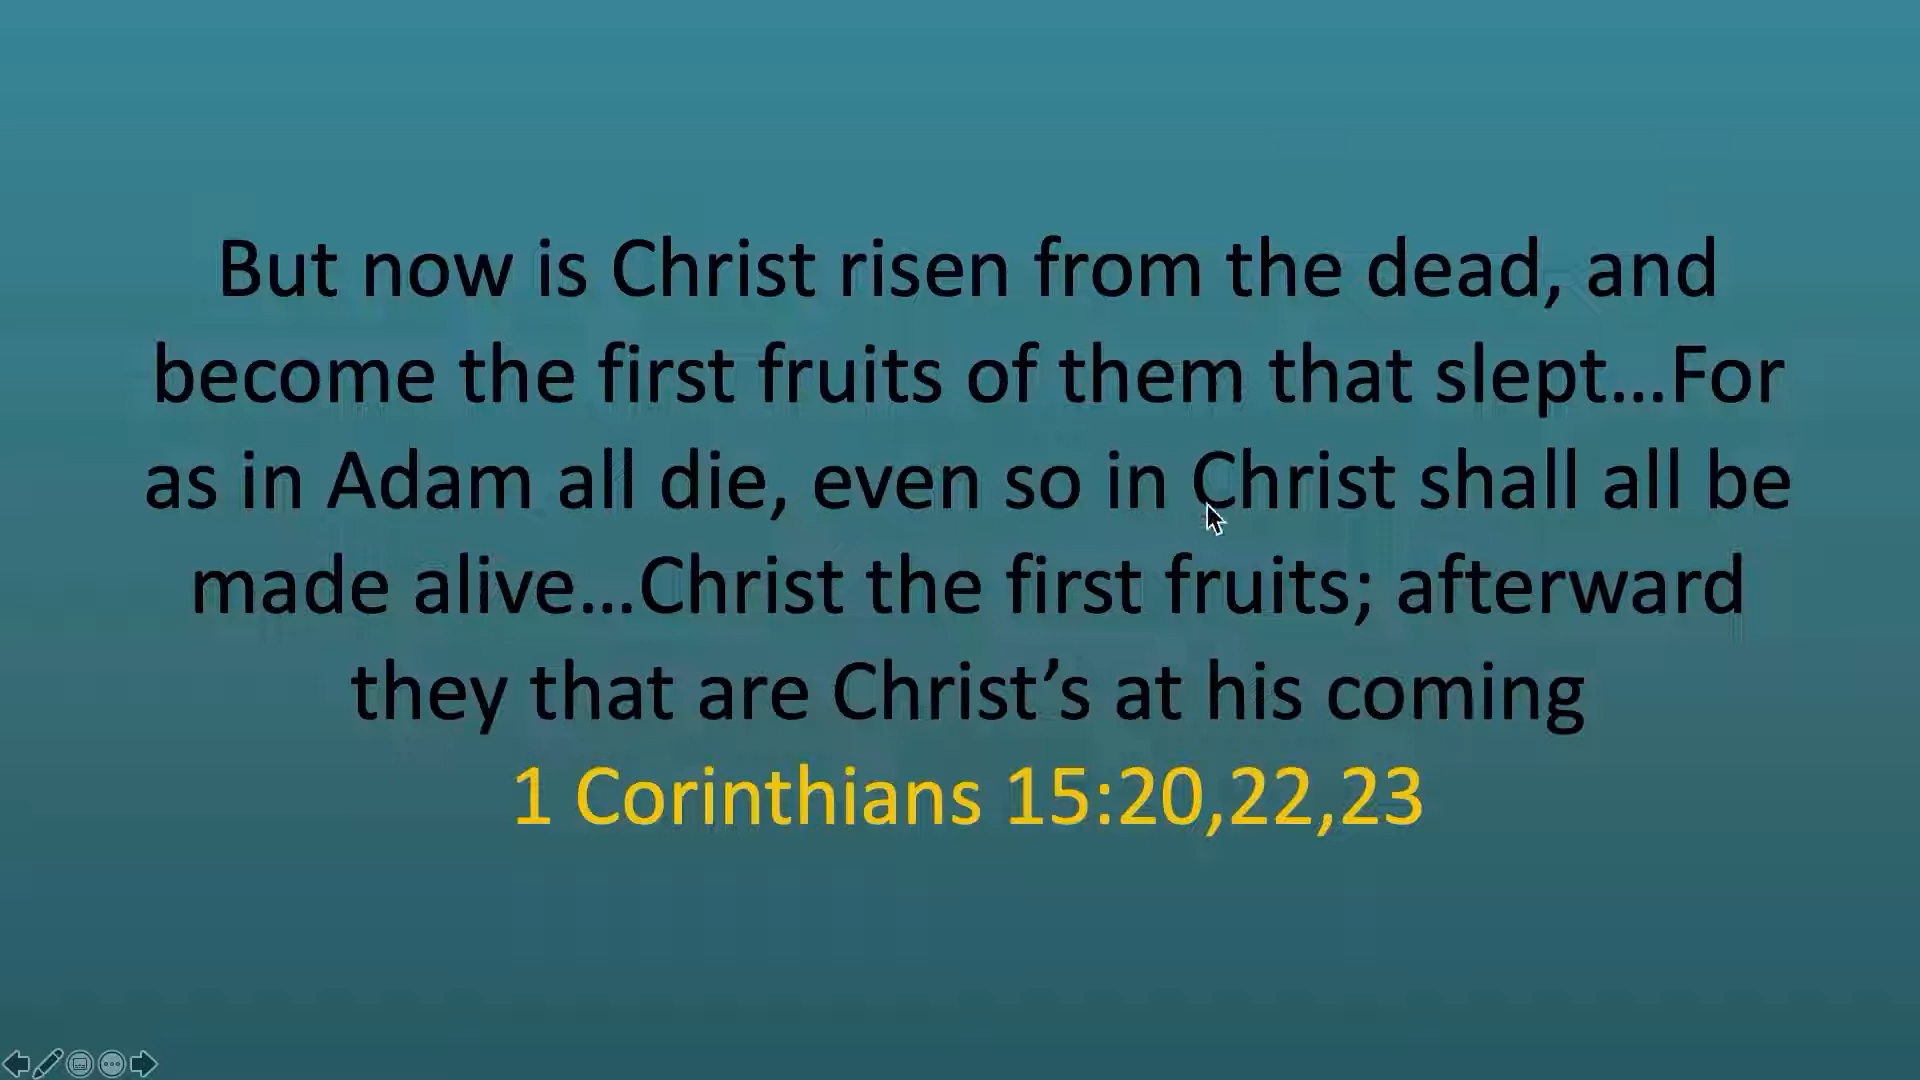 But now is Christ risen from the dead, and
become the first fruits of them that slept...For
as in Adam all die, even so in Christ shall all be
made alive...Christ the first fruits; afterward
they that are Christ’s at his coming
1 Corinthians 15:20,22,23